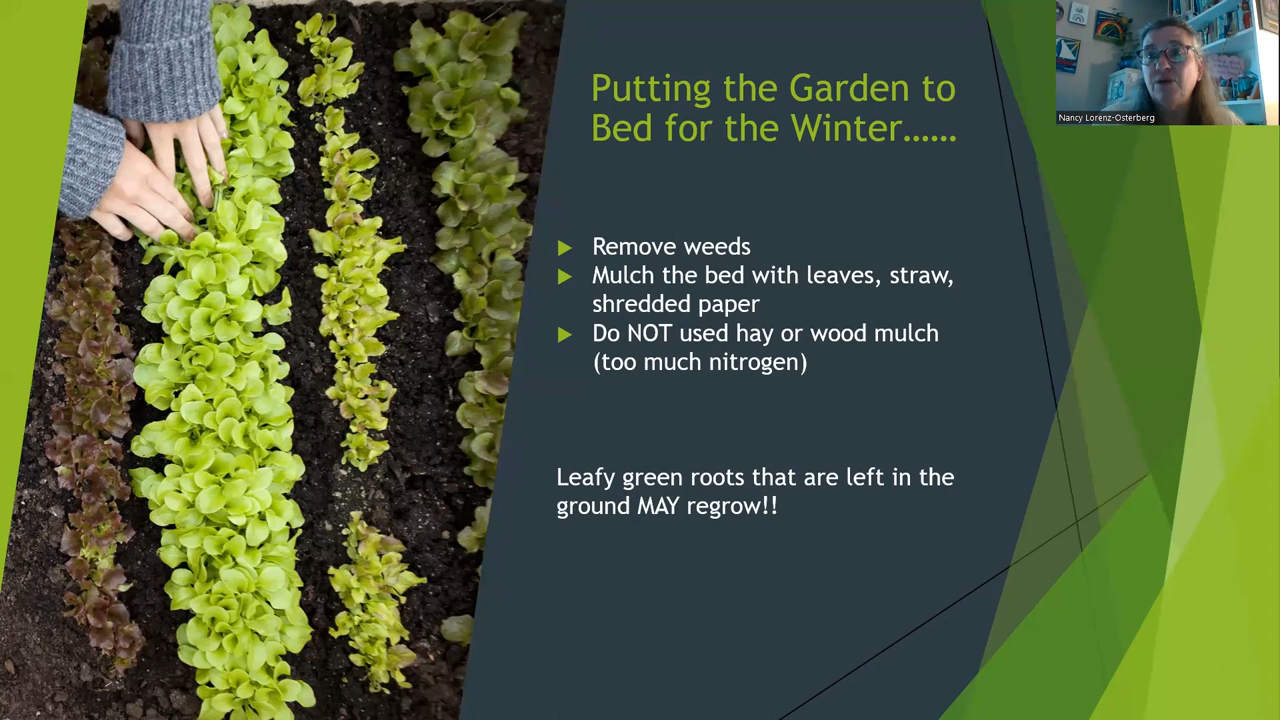 Putting the Garden to
Bed for the Winter......
Nancy Lorenz-Osterberg
Remove weeds
Mulch the bed with leaves, straw,
shredded paper
Do NOT used hay or wood mulch
(too much nitrogen)
Leafy green roots that are left in the
ground MAY regrow!!